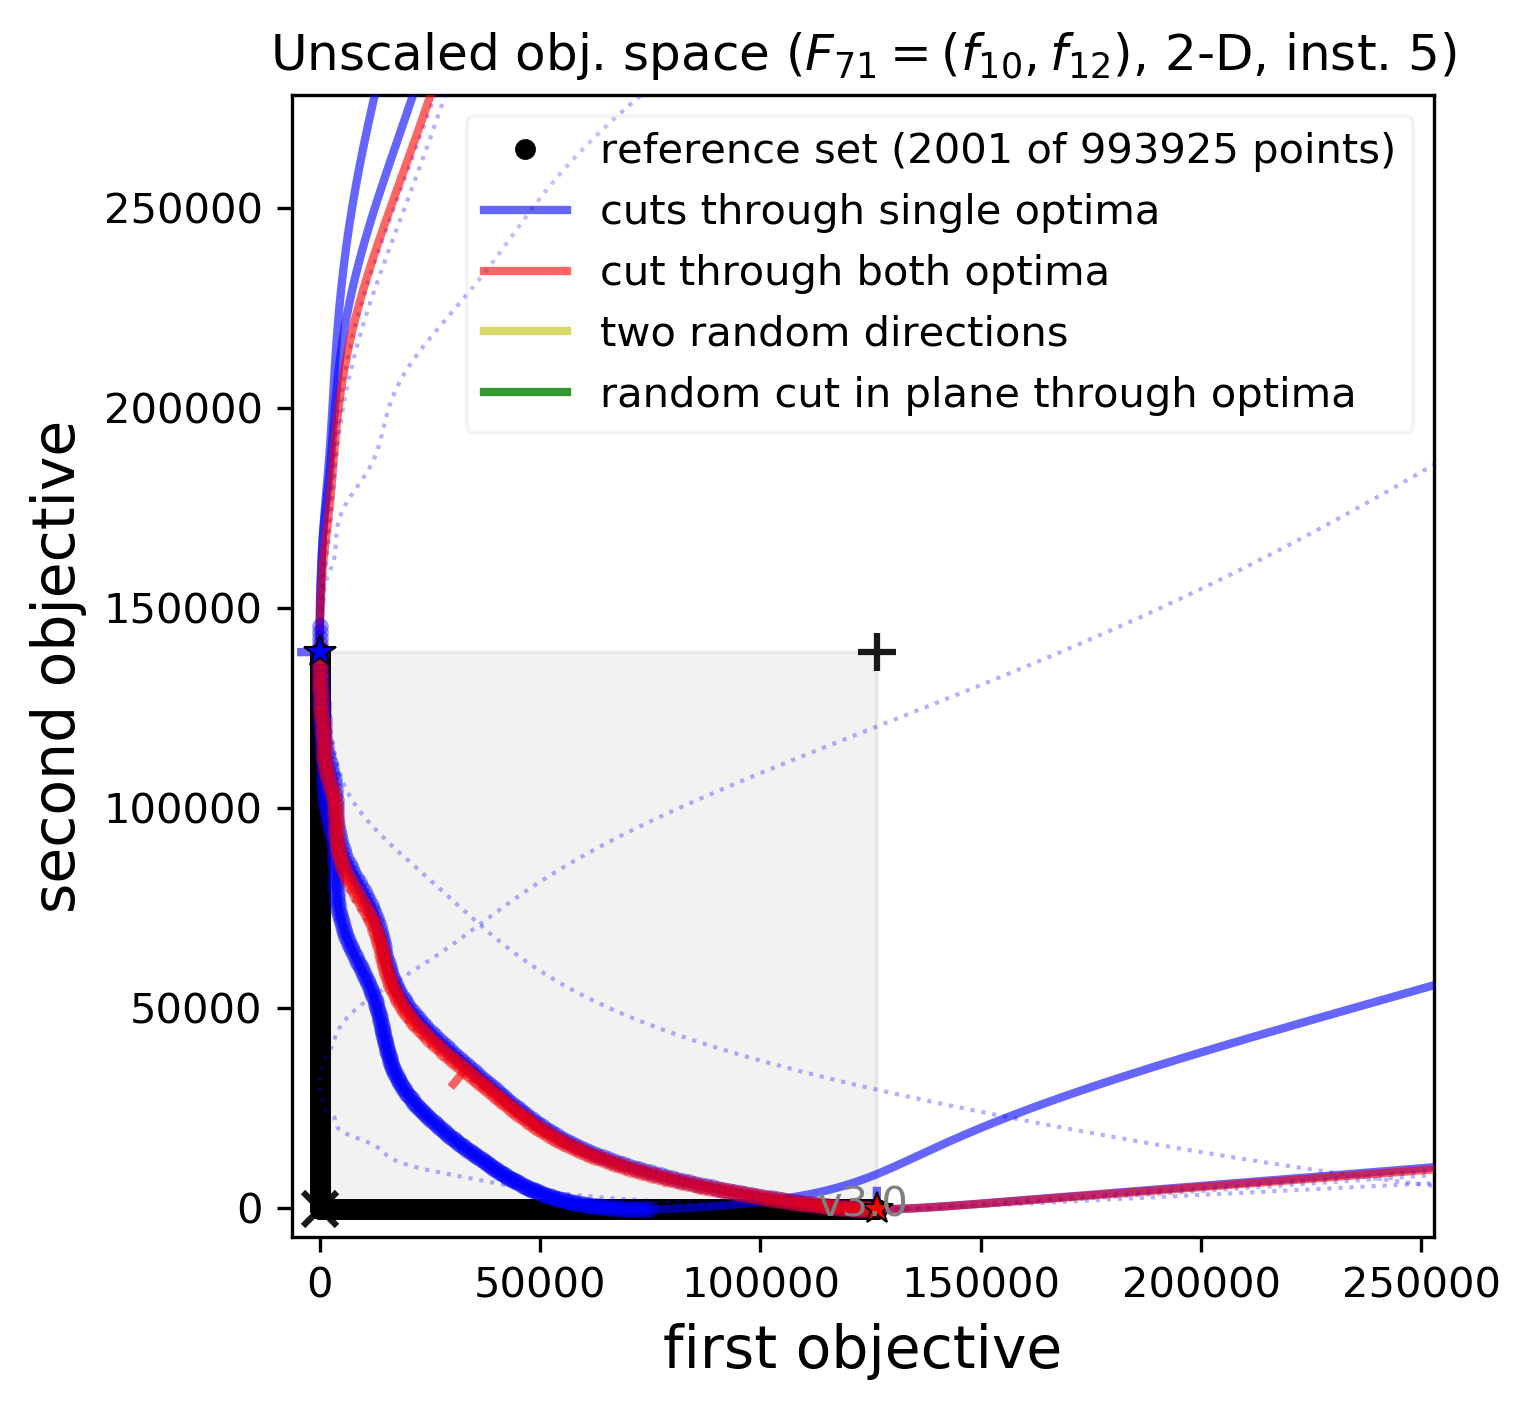 Unscaled obj. space (F71 = (f10, f12), 2-D, inst. 5)
reference set (2001 of 993925 points)
cuts through single optima
cut through both optima
two random directions
random cut in plane through optima
250000
200000
150000
100000
50000
0
second objective
v3.0
0 50000 100000 150000 200000 250000
first objective